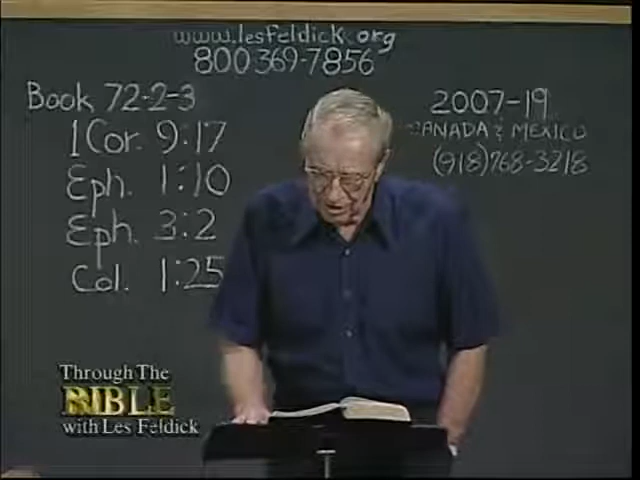 www.lesfeldick.org
800 369-7856
Book 72-2-3
1 Cor. 9:17
Eph. 1:10
Eph. 3:2
Col. 1:25
2007-19
CANADA & MEXICO
(918)768-3218
Through The
BIBLE
with Les Feldick